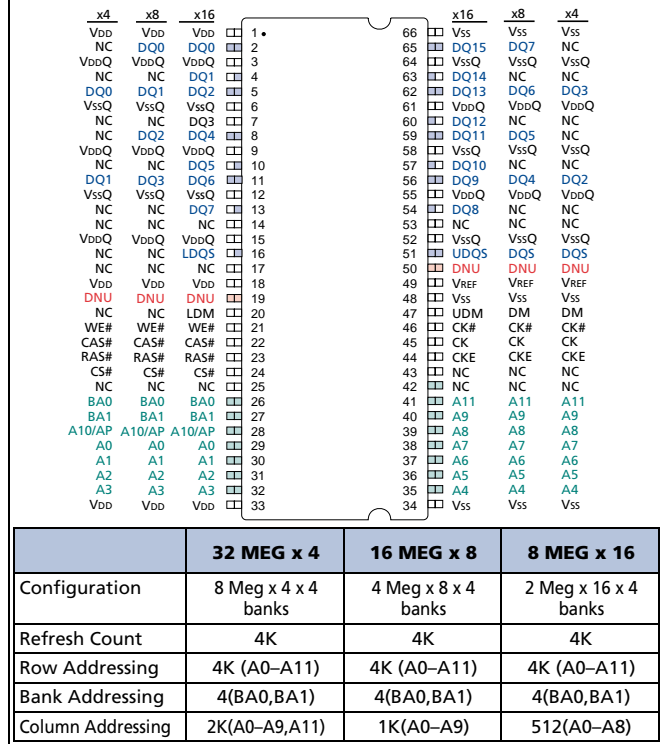 x4 x8 x16 x16 x8 x4
VDD VDD VDD 1 66 VSS VSS VSS
NC DQ0 DQ0 2 65 DQ15 DQ7 NC
VDDQ VDDQ VDDQ 3 64 VSSQ VSSQ VSSQ
NC NC DQ1 4 63 DQ14 NC NC
DQ0 DQ1 DQ2 5 62 DQ13 DQ6 DQ3
VSSQ VSSQ VSSQ 6 61 VDDQ VDDQ VDDQ
NC NC DQ3 7 60 DQ12 NC NC
NC DQ2 DQ4 8 59 DQ11 DQ5 NC
VDDQ VDDQ VDDQ 9 58 VSSQ VSSQ VSSQ
NC NC DQ5 10 57 DQ10 NC NC
DQ1 DQ3 DQ6 11 56 DQ9 DQ4 DQ2
VSSQ VSSQ VSSQ 12 55 VDDQ VDDQ VDDQ
NC NC DQ7 13 54 DQ8 NC NC
NC NC NC 14 53 NC NC NC
VDDQ VDDQ VDDQ 15 52 VSSQ VSSQ VSSQ
NC NC LDQS 16 51 UDQS DQS DQS
NC NC NC 17 50 DNU DNU DNU
VDD VDD VDD 18 49 VREF VREF VREF
DNU DNU DNU 19 48 VSS VSS VSS
NC NC LDM 20 47 UDM DM DM
WE# WE# WE# 21 46 CK# CK# CK#
CAS# CAS# CAS# 22 45 CK CK CK
RAS# RAS# RAS# 23 44 CKE CKE CKE
CS# CS# CS# 24 43 NC NC NC
NC NC NC 25 42 NC NC NC
BA0 BA0 BA0 26 41 A11 A11 A11
BA1 BA1 BA1 27 40 A9 A9 A9
A10/AP A10/AP A10/AP 28 39 A8 A8 A8
A0 A0 A0 29 38 A7 A7 A7
A1 A1 A1 30 37 A6 A6 A6
A2 A2 A2 31 36 A5 A5 A5
A3 A3 A3 32 35 A4 A4 A4
VDD VDD VDD 33 34 VSS VSS VSS
32 MEG x 4 16 MEG x 8 8 MEG x 16
Configuration 8 Meg x 4 x 4 4 Meg x 8 x 4 2 Meg x 16 x 4
banks banks banks
Refresh Count 4K 4K 4K
Row Addressing 4K (A0–A11) 4K (A0–A11) 4K (A0–A11)
Bank Addressing 4(BA0,BA1) 4(BA0,BA1) 4(BA0,BA1)
Column Addressing 2K(A0–A9,A11) 1K(A0–A9) 512(A0–A8)